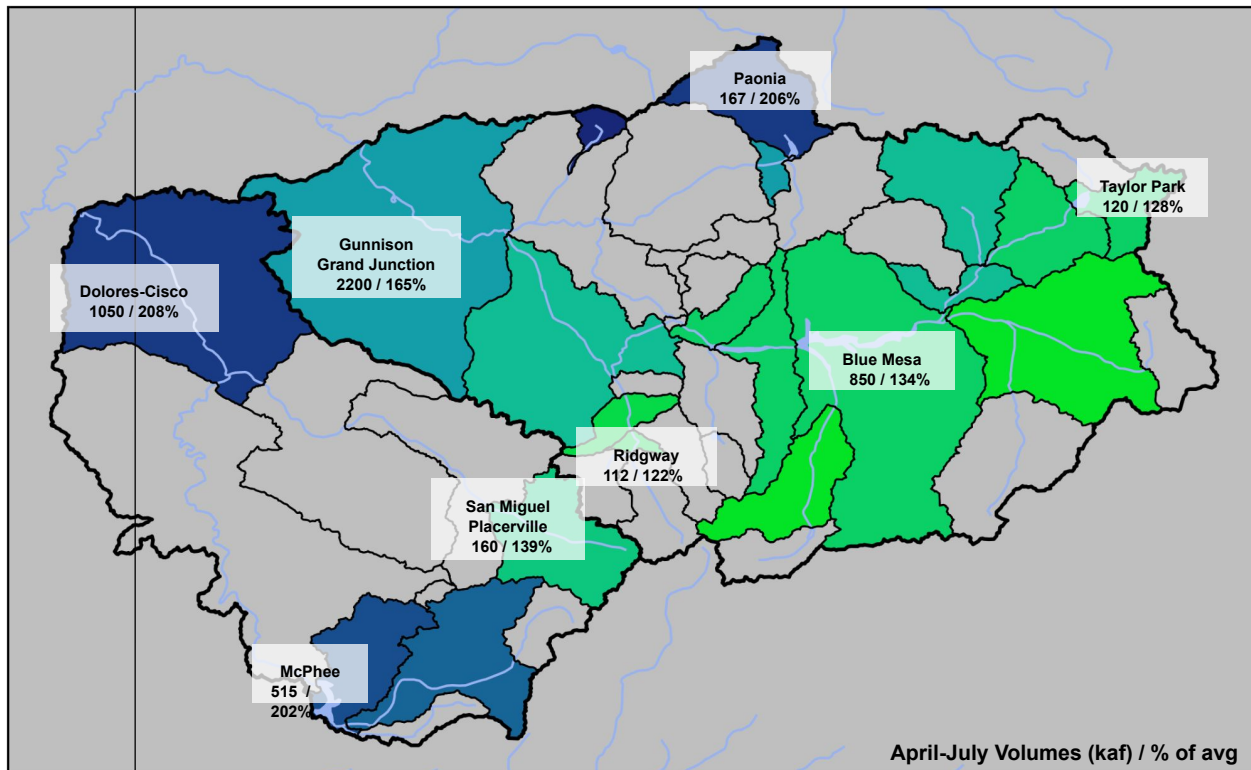 Paonia
167 / 206%
Taylor Park
120 / 128%
Gunnison
Grand Junction
2200 / 165%
Dolores-Cisco
1050 / 208%
Blue Mesa
850 / 134%
Ridgway
112 / 122%
San Miguel
Placerville
160 / 139%
McPhee
515 /
202%
April-July Volumes (kaf) / % of avg